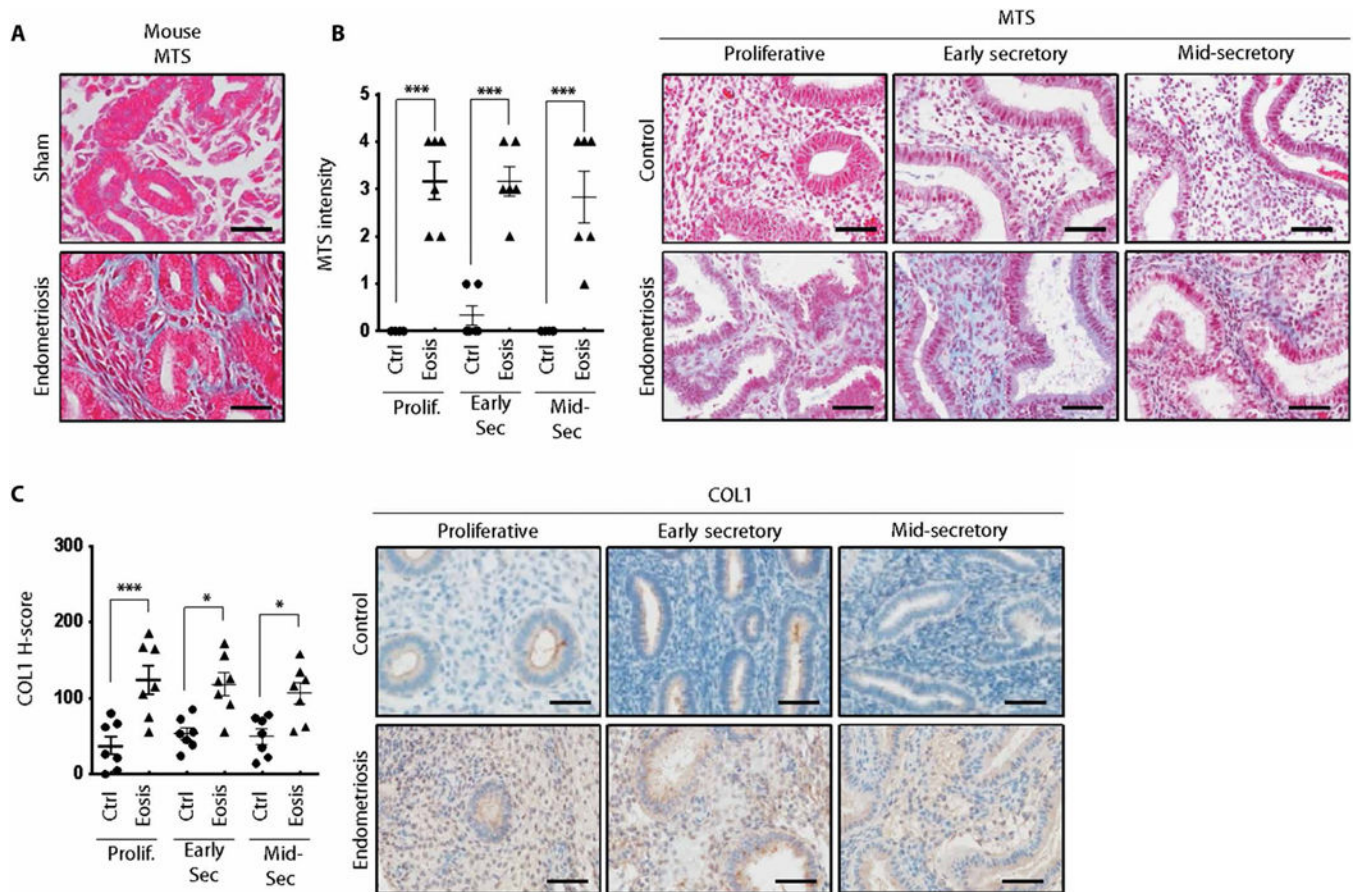 A
Mouse
MTS
Sham
Endometriosis
B
MTS intensity
5
4
3
2
1
0
***
***
***
Ctrl
Eosis
Ctrl
Eosis
Ctrl
Eosis
Prolif.
Early
Sec
Mid-
Sec
MTS
Proliferative
Early secretory
Mid-secretory
Control
Endometriosis
C
COL1 H-score
300
200
100
0
***
*
*
Ctrl
Eosis
Ctrl
Eosis
Ctrl
Eosis
Prolif.
Early
Sec
Mid-
Sec
COL1
Proliferative
Early secretory
Mid-secretory
Control
Endometriosis